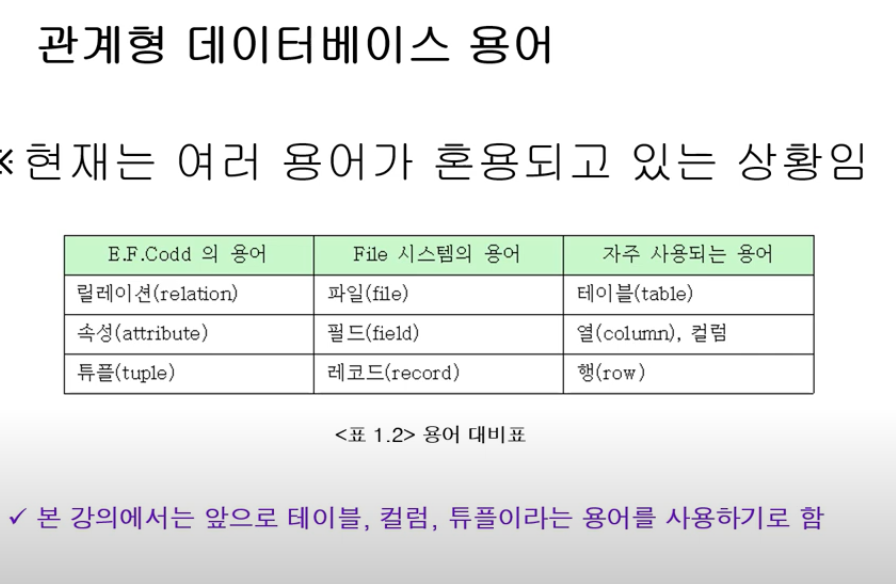 관계형 데이터베이스 용어
※현재는 여러 용어가 혼용되고 있는 상황임
E.F.Codd 의 용어 File 시스템의 용어 자주 사용되는 용어
릴레이션(relation) 파일(file) 테이블(table)
속성(attribute) 필드(field) 열(column), 컬럼
튜플(tuple) 레코드(record) 행(row)
<표 1.2> 용어 대비표
✓ 본 강의에서는 앞으로 테이블, 컬럼, 튜플이라는 용어를 사용하기로 함